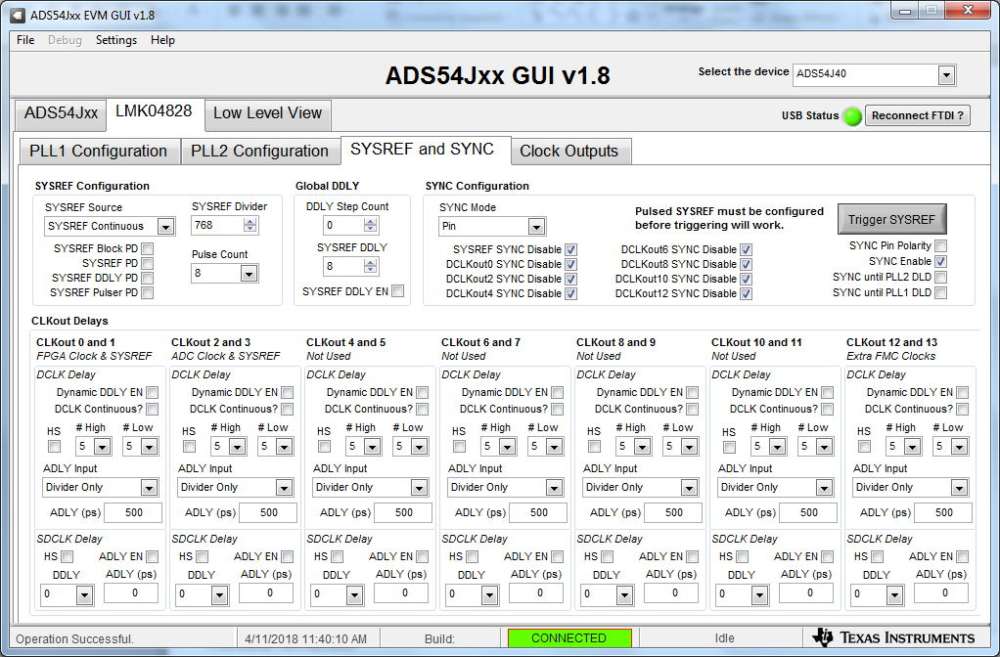 ADS54Jxx EVM GUI v1.8
File Debug Settings Help
ADS54Jxx GUI v1.8
Select the device ADS54J40
ADS54Jxx LMK04828 Low Level View
USB Status Reconnect FTDI ?
PLL1 Configuration PLL2 Configuration SYSREF and SYNC Clock Outputs
SYSREF Configuration
SYSREF Source
SYSREF Continuous
SYSREF Divider
768
Pulse Count
8
SYSREF Block PD
SYSREF PD
SYSREF DDLY PD
SYSREF Pulser PD
Global DDLY
DDLY Step Count
0
SYSREF DDLY
8
SYSREF DDLY EN
SYNC Configuration
SYNC Mode
Pin
Pulsed SYSREF must be configured
before triggering will work.
Trigger SYSREF
SYSREF SYNC Disable
DCLKout0 SYNC Disable
DCLKout2 SYNC Disable
DCLKout4 SYNC Disable
DCLKout6 SYNC Disable
DCLKout8 SYNC Disable
DCLKout10 SYNC Disable
DCLKout12 SYNC Disable
SYNC Pin Polarity
SYNC Enable
SYNC until PLL2 DLD
SYNC until PLL1 DLD
CLKout Delays
CLKout 0 and 1
FPGA Clock & SYSREF
DCLK Delay
Dynamic DDLY EN
DCLK Continuous?
HS # High # Low
5 5
ADLY Input
Divider Only
ADLY (ps) 500
SDCLK Delay
HS ADLY EN
DDLY ADLY (ps)
0 0
CLKout 2 and 3
ADC Clock & SYSREF
DCLK Delay
Dynamic DDLY EN
DCLK Continuous?
HS # High # Low
5 5
ADLY Input
Divider Only
ADLY (ps) 500
SDCLK Delay
HS ADLY EN
DDLY ADLY (ps)
0 0
CLKout 4 and 5
Not Used
DCLK Delay
Dynamic DDLY EN
DCLK Continuous?
HS # High # Low
5 5
ADLY Input
Divider Only
ADLY (ps) 500
SDCLK Delay
HS ADLY EN
DDLY ADLY (ps)
0 0
CLKout 6 and 7
Not Used
DCLK Delay
Dynamic DDLY EN
DCLK Continuous?
HS # High # Low
5 5
ADLY Input
Divider Only
ADLY (ps) 500
SDCLK Delay
HS ADLY EN
DDLY ADLY (ps)
0 0
CLKout 8 and 9
Not Used
DCLK Delay
Dynamic DDLY EN
DCLK Continuous?
HS # High # Low
5 5
ADLY Input
Divider Only
ADLY (ps) 500
SDCLK Delay
HS ADLY EN
DDLY ADLY (ps)
0 0
CLKout 10 and 11
Not Used
DCLK Delay
Dynamic DDLY EN
DCLK Continuous?
HS # High # Low
5 5
ADLY Input
Divider Only
ADLY (ps) 500
SDCLK Delay
HS ADLY EN
DDLY ADLY (ps)
0 0
CLKout 12 and 13
Extra FMC Clocks
DCLK Delay
Dynamic DDLY EN
DCLK Continuous?
HS # High # Low
5 5
ADLY Input
Divider Only
ADLY (ps) 500
SDCLK Delay
HS ADLY EN
DDLY ADLY (ps)
0 0
Operation Successful. 4/11/2018 11:40:10 AM Build: CONNECTED Idle TEXAS INSTRUMENTS